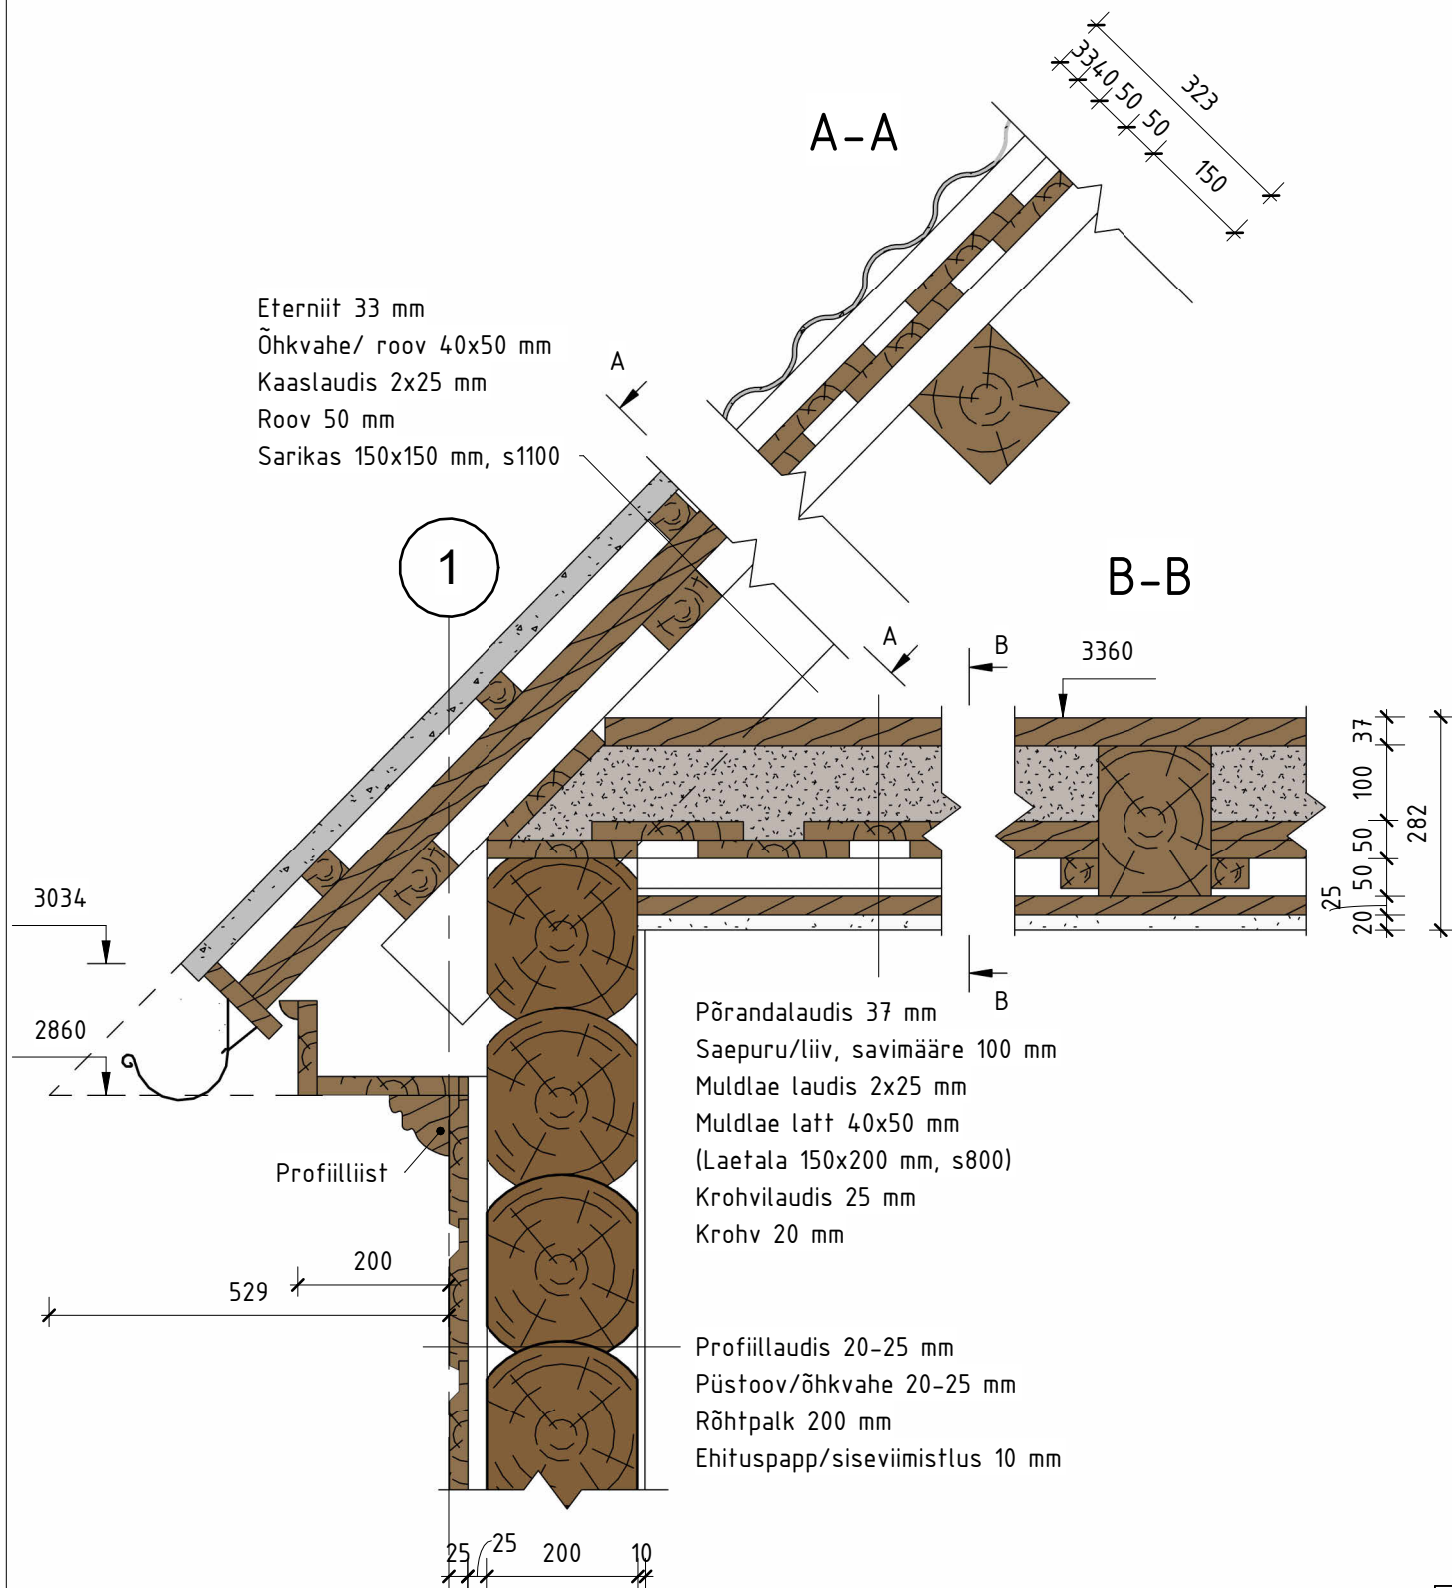 A-A
33
40
50
50
150
323
Eterniit 33 mm
Õhkvahe/ roov 40x50 mm
Kaaslaudis 2x25 mm
Roov 50 mm
Sarikas 150x150 mm, s1100
A
1
B-B
A
B
3360
37
100
50
50
25
20
282
3034
2860
B
Põrandalaudis 37 mm
Saepuru/liiv, savimääre 100 mm
Muldlae laudis 2x25 mm
Muldlae latt 40x50 mm
(Laetala 150x200 mm, s800)
Krohvilaudis 25 mm
Krohv 20 mm
Profiilliist
200
529
Profiillaudis 20-25 mm
Püstoov/õhkvahe 20-25 mm
Rõhtpalk 200 mm
Ehituspapp/siseviimistlus 10 mm
25
25
200
10